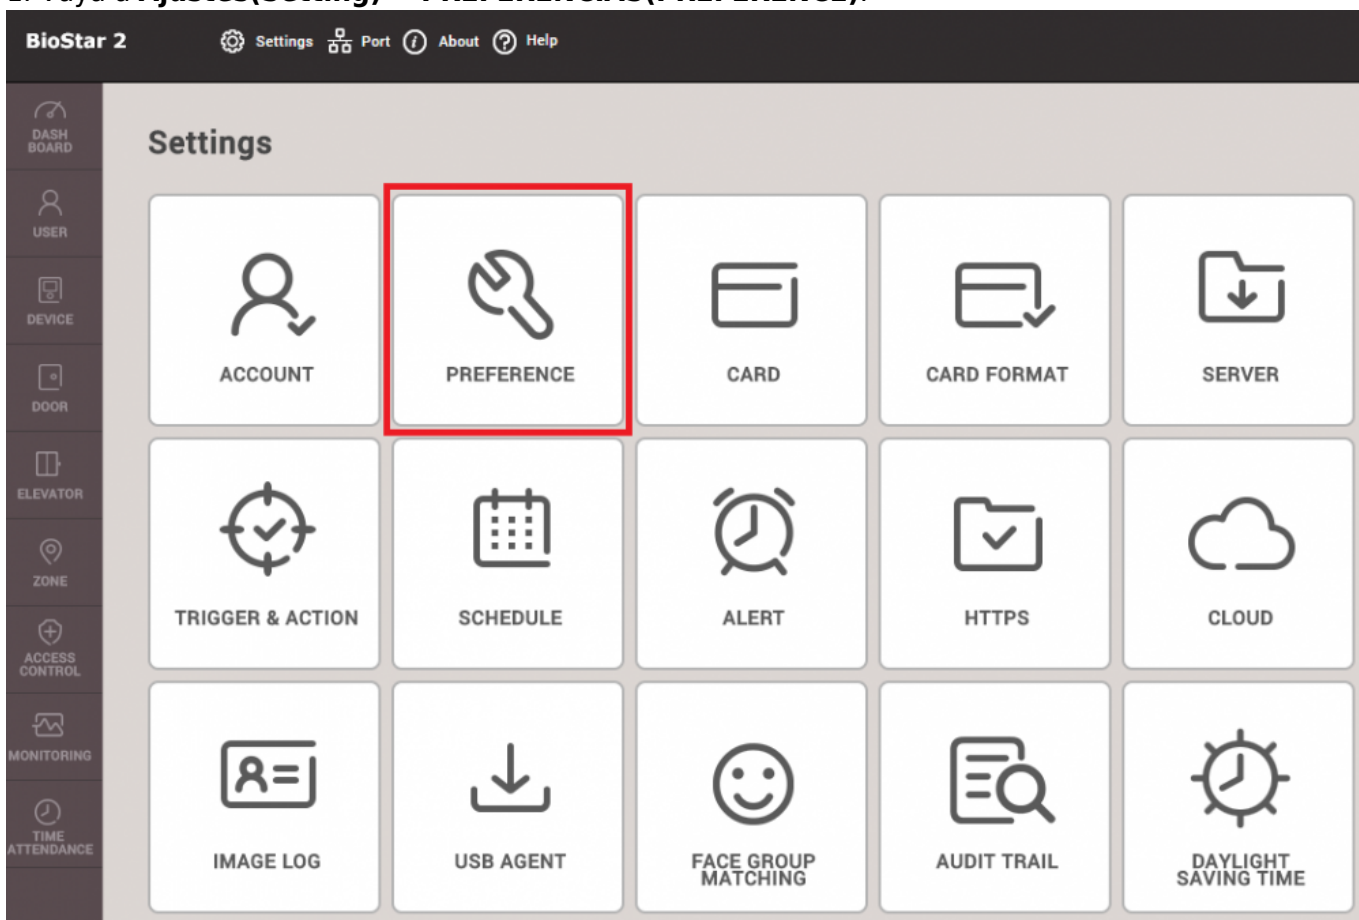 BioStar 2 Settings Port About Help
DASH
BOARD
USER
DEVICE
DOOR
ELEVATOR
ZONE
ACCESS
CONTROL
MONITORING
TIME
ATTENDANCE
Settings
ACCOUNT PREFERENCE CARD CARD FORMAT SERVER
TRIGGER & ACTION SCHEDULE ALERT HTTPS CLOUD
IMAGE LOG USB AGENT FACE GROUP
MATCHING
AUDIT TRAIL DAYLIGHT
SAVING TIME